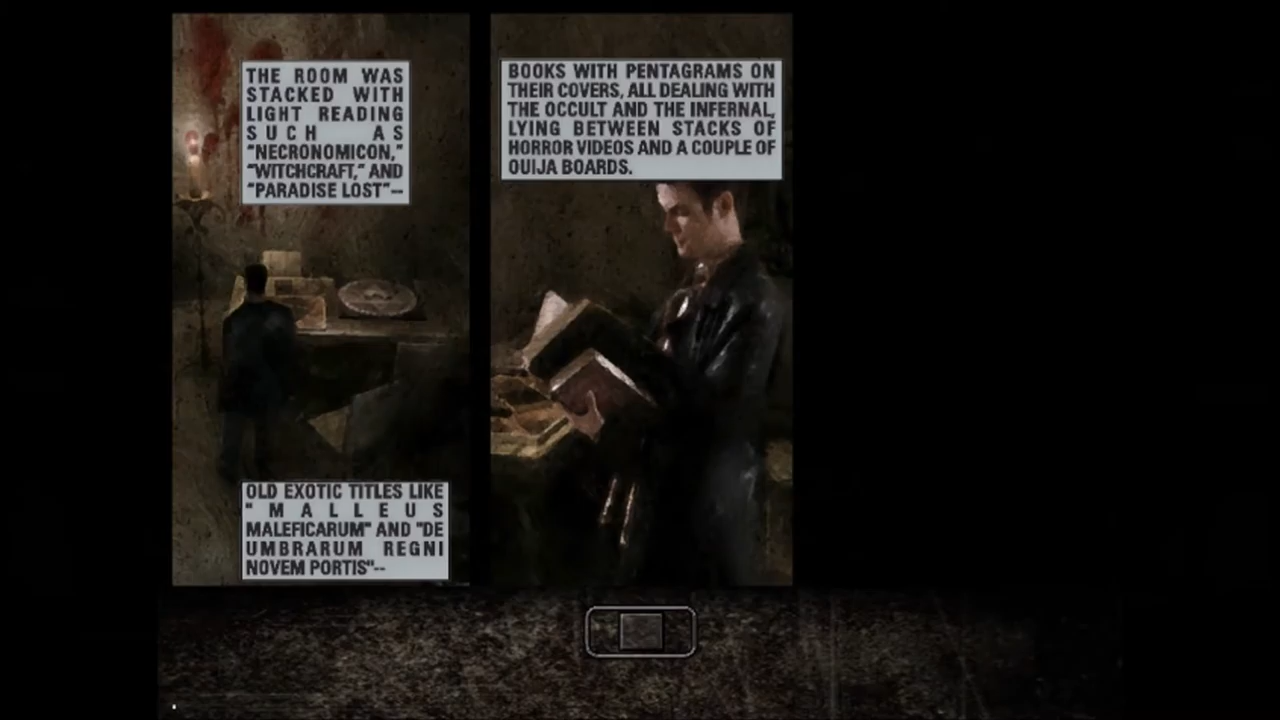 THE ROOM WAS
STACKED WITH
LIGHT READING
SUCH AS
"NECRONOMICON,"
"WITCHCRAFT," AND
"PARADISE LOST"--
OLD EXOTIC TITLES LIKE
"MALLEUS
MALEFICARUM" AND "DE
UMBRARUM REGNI
NOVEM PORTIS"--
BOOKS WITH PENTAGRAMS ON
THEIR COVERS, ALL DEALING WITH
THE OCCULT AND THE INFERNAL,
LYING BETWEEN STACKS OF
HORROR VIDEOS AND A COUPLE OF
OUIJA BOARDS.